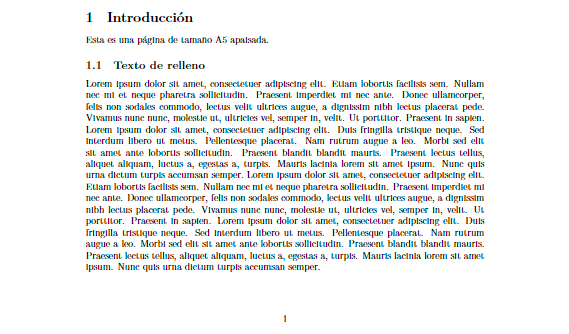 1 Introducción
Esta es una página de tamaño A5 apaisada.
1.1 Texto de relleno
Lorem ipsum dolor sit amet, consectetuer adipiscing elit. Etiam lobortis facilisis sem. Nullam
nec mi et neque pharetra sollicitudin. Praesent imperdiet mi nec ante. Donec ullamcorper,
felis non sodales commodo, lectus velit ultrices augue, a dignissim nibh lectus placerat pede.
Vivamus nunc nunc, molestie ut, ultricies vel, semper in, velit. Ut porttitor. Praesent in sapien.
Lorem ipsum dolor sit amet, consectetuer adipiscing elit. Duis fringilla tristique neque. Sed
interdum libero ut metus. Pellentesque placerat. Nam rutrum augue a leo. Morbi sed elit
sit amet ante lobortis sollicitudin. Praesent blandit blandit mauris. Praesent lectus tellus,
aliquet aliquam, luctus a, egestas a, turpis. Mauris lacinia lorem sit amet ipsum. Nunc quis
urna dictum turpis accumsan semper. Lorem ipsum dolor sit amet, consectetuer adipiscing elit.
Etiam lobortis facilisis sem. Nullam nec mi et neque pharetra sollicitudin. Praesent imperdiet mi
nec ante. Donec ullamcorper, felis non sodales commodo, lectus velit ultrices augue, a dignissim
nibh lectus placerat pede. Vivamus nunc nunc, molestie ut, ultricies vel, semper in, velit. Ut
porttitor. Praesent in sapien. Lorem ipsum dolor sit amet, consectetuer adipiscing elit. Duis
fringilla tristique neque. Sed interdum libero ut metus. Pellentesque placerat. Nam rutrum
augue a leo. Morbi sed elit sit amet ante lobortis sollicitudin. Praesent blandit blandit mauris.
Praesent lectus tellus, aliquet aliquam, luctus a, egestas a, turpis. Mauris lacinia lorem sit amet
ipsum. Nunc quis urna dictum turpis accumsan semper.
1